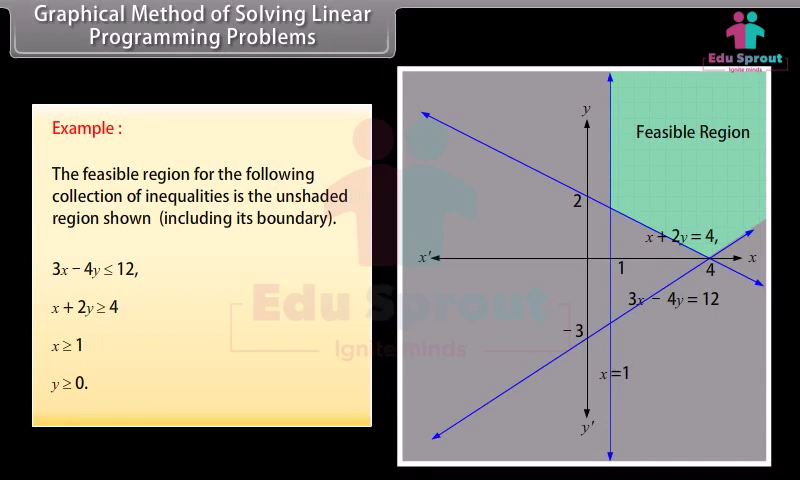 Graphical Method of Solving Linear
Programming Problems
Edu Sprout
Ignite minds
Example :
The feasible region for the following
collection of inequalities is the unshaded
region shown (including its boundary).
3x − 4y ≤ 12,
x + 2y ≥ 4
x ≥ 1
y ≥ 0.
Feasible Region
y
2
x + 2y = 4,
x′
x
1
4
3x − 4y = 12
− 3
x = 1
y′
Edu Sprout
Ignite minds